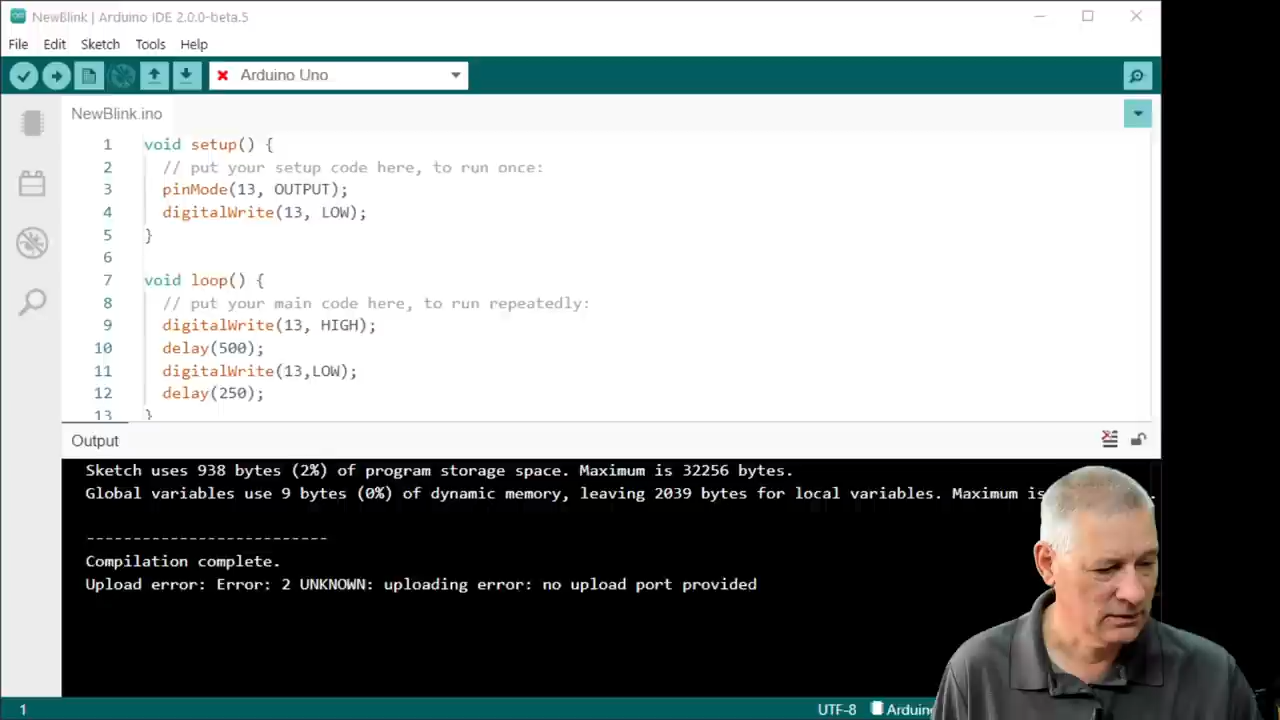 NewBlink | Arduino IDE 2.0.0-beta.5
File Edit Sketch Tools Help
Arduino Uno
NewBlink.ino
1 void setup() {
2 // put your setup code here, to run once:
3 pinMode(13, OUTPUT);
4 digitalWrite(13, LOW);
5 }
6
7 void loop() {
8 // put your main code here, to run repeatedly:
9 digitalWrite(13, HIGH);
10 delay(500);
11 digitalWrite(13,LOW);
12 delay(250);
13 }
Output
Sketch uses 938 bytes (2%) of program storage space. Maximum is 32256 bytes.
Global variables use 9 bytes (0%) of dynamic memory, leaving 2039 bytes for local variables. Maximum is
--------------------------
Compilation complete.
Upload error: Error: 2 UNKNOWN: uploading error: no upload port provided
1 UTF-8 Arduin